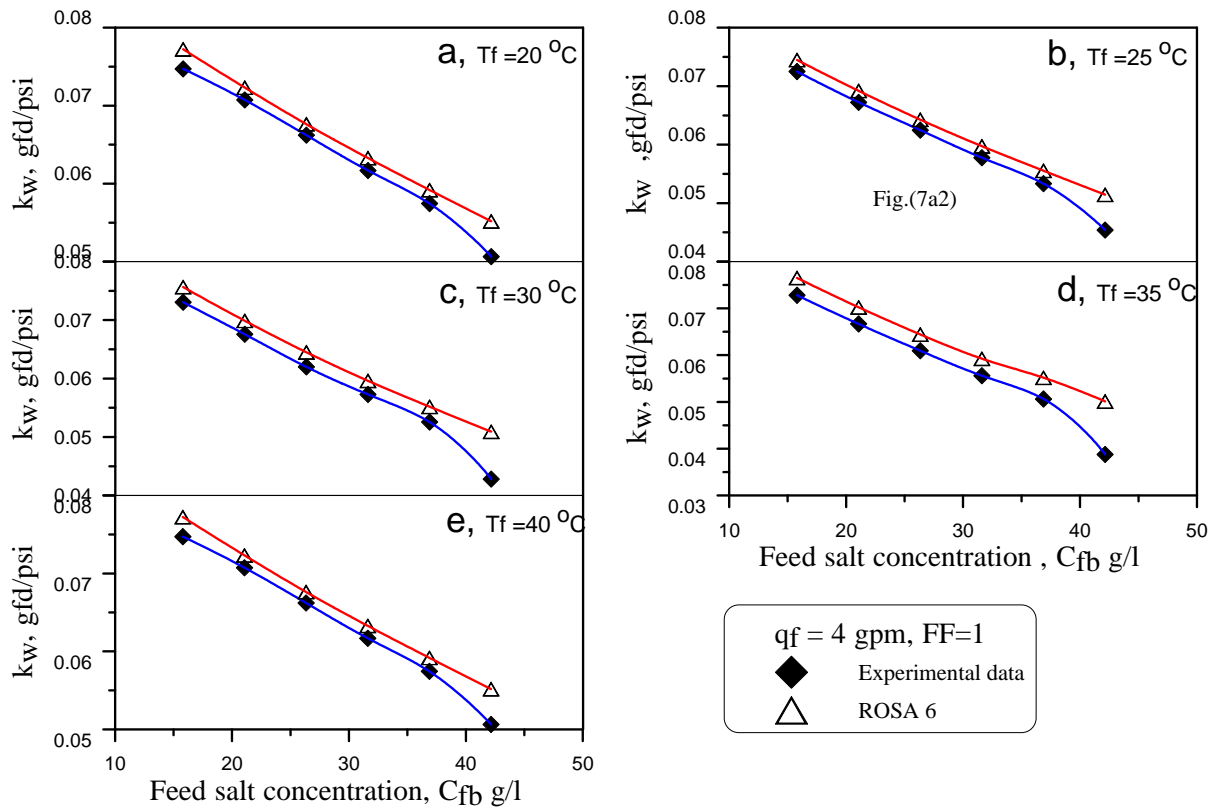 0.08
0.07
0.06
0.05
kw, gfd/psi
a, Tf =20 °C
0.08
0.07
0.06
0.05
0.04
kw ,gfd/psi
b, Tf =25 °C
Fig.(7a2)
0.08
0.07
0.06
0.05
0.04
kw, gfd/psi
c, Tf =30 °C
0.08
0.07
0.06
0.05
0.04
0.03
kw, gfd/psi
d, Tf =35 °C
10 20 30 40 50
Feed salt concentration , Cfb g/l
0.08
0.07
0.06
0.05
kw, gfd/psi
e, Tf =40 °C
10 20 30 40 50
Feed salt concentration, Cfb g/l
qf = 4 gpm, FF=1
Experimental data
ROSA 6